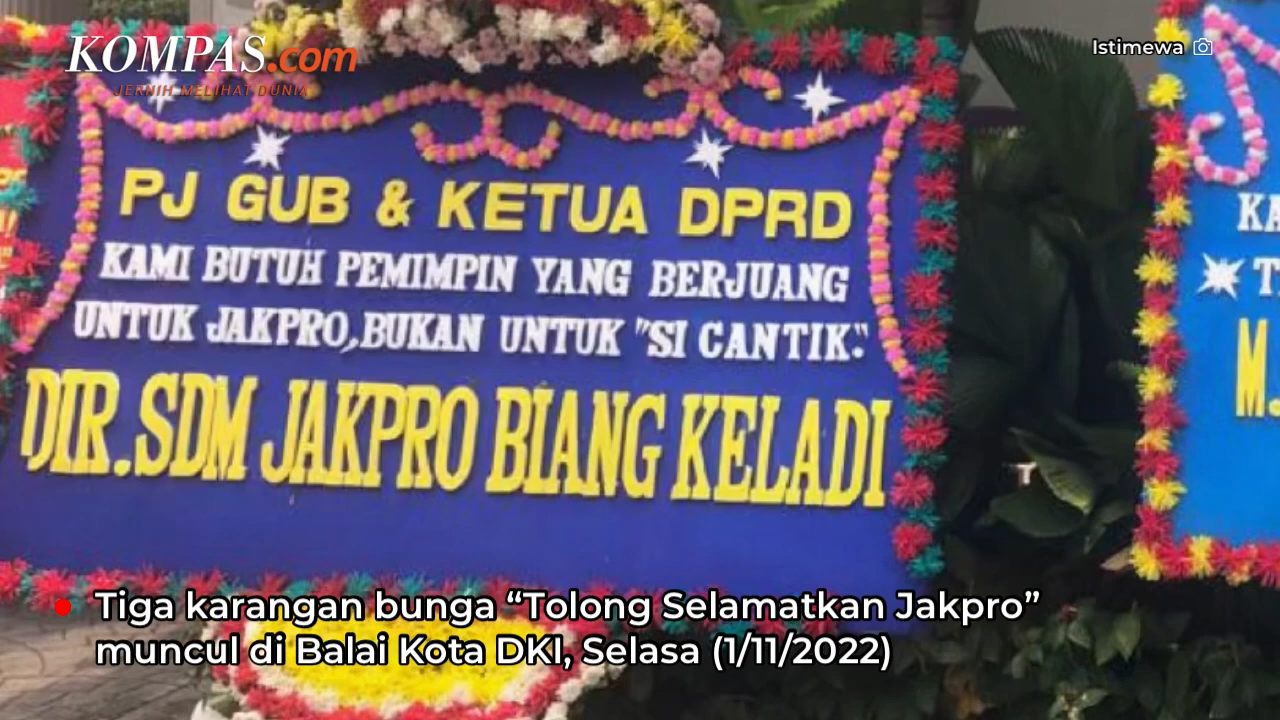 KOMPAS.com
JERNIH MELIHAT DUNIA
Istimewa
PJ GUB & KETUA DPRD
KAMI BUTUH PEMIMPIN YANG BERJUANG
UNTUK JAKPRO, BUKAN UNTUK "SI CANTIK."
DIR. SDM JAKPRO BIANG KELADI
KA
T
M.
Tiga karangan bunga “Tolong Selamatkan Jakpro”
muncul di Balai Kota DKI, Selasa (1/11/2022)